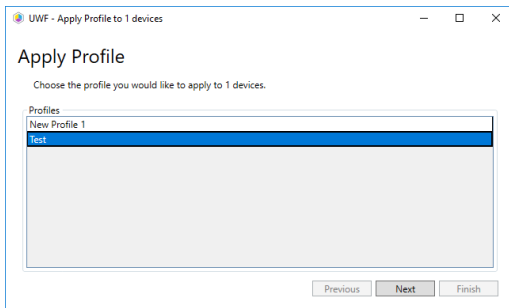 UWF - Apply Profile to 1 devices
Apply Profile
Choose the profile you would like to apply to 1 devices.
Profiles
New Profile 1
Test
Previous Next Finish